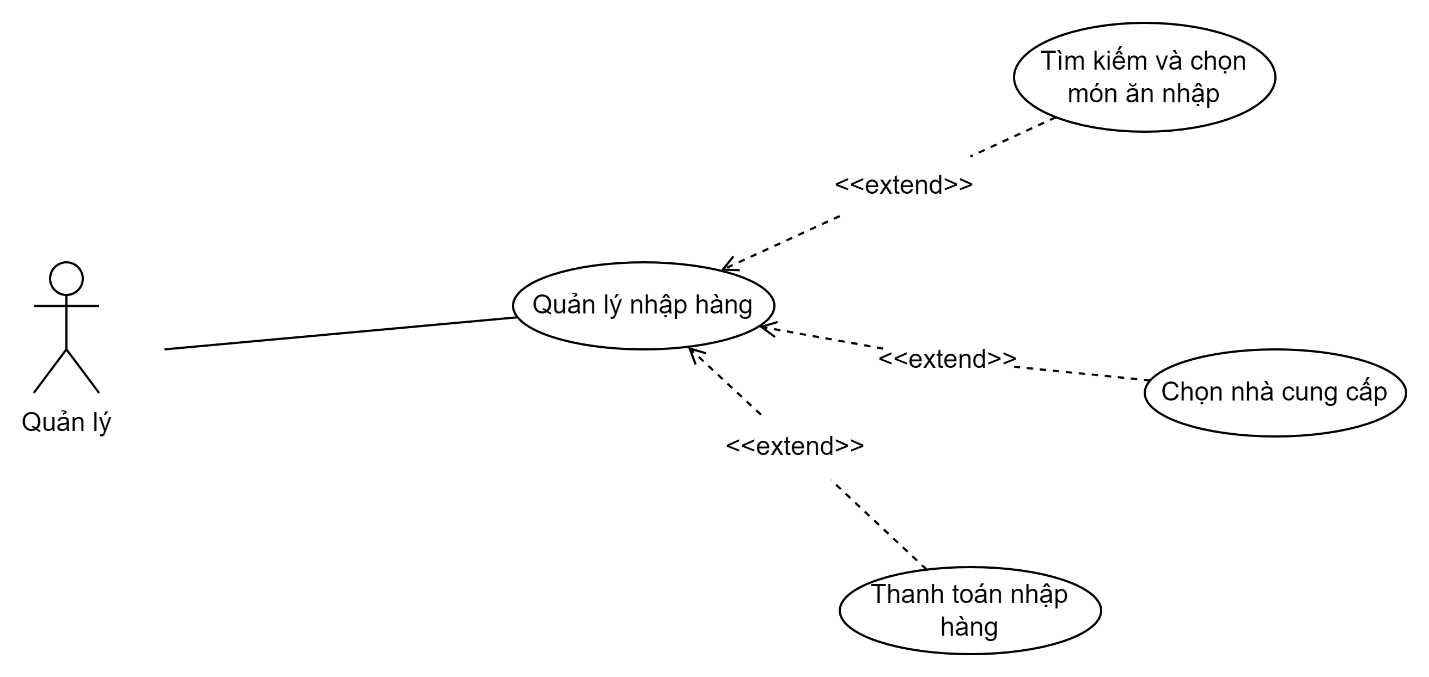 Tìm kiếm và chọn
món ăn nhập
<<extend>>
Quản lý nhập hàng
<<extend>>
Chọn nhà cung cấp
Quản lý
<<extend>>
Thanh toán nhập
hàng